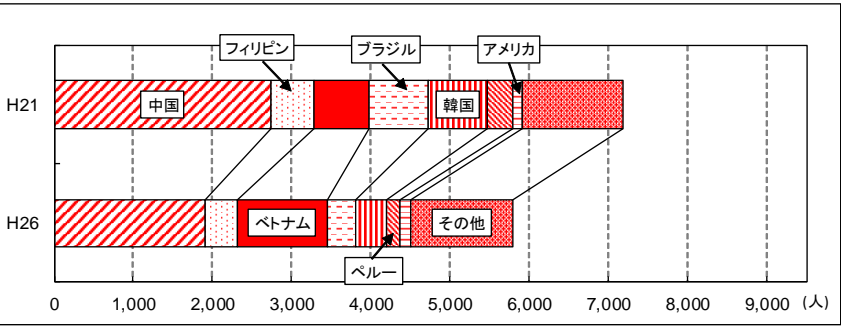 フィリピン
ブラジル
アメリカ
H21
中国
韓国
H26
ベトナム
その他
ペルー
0 1,000 2,000 3,000 4,000 5,000 6,000 7,000 8,000 9,000 (人)